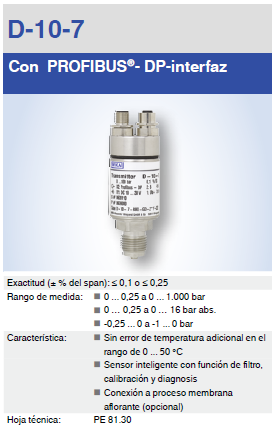 D-10-7
Con PROFIBUS®- DP-interfaz
WIKAI
Transmitter D-10-7
Exactitud (± % del span): ≤ 0,1 o ≤ 0,25
Rango de medida: ■ 0 ... 0,25 a 0 ... 1.000 bar
■ 0 ... 0,25 a 0 ... 16 bar abs.
■ -0,25 ... 0 a -1 ... 0 bar
Característica: ■ Sin error de temperatura adicional en el
rango de 0 ... 50 ºC
■ Sensor inteligente con función de filtro,
calibración y diagnosis
■ Conexión a proceso membrana
aflorante (opcional)
Hoja técnica: PE 81.30